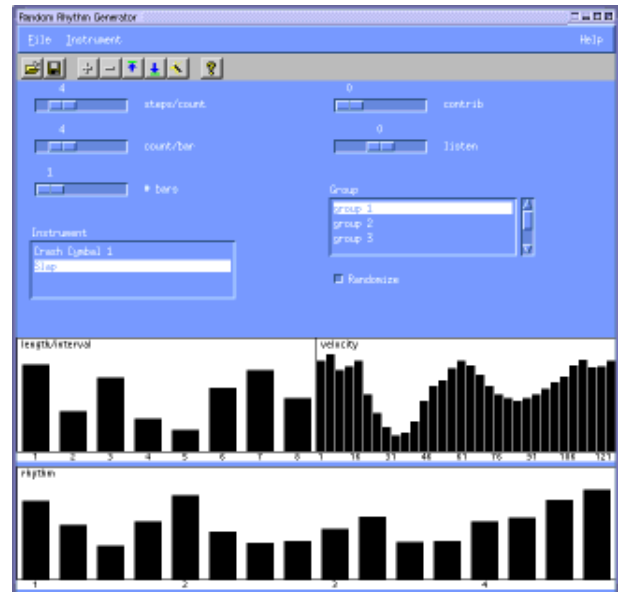 Random Rhythm Generator
File Instrument Help
4
steps/count
0
contrib
4
count/bar
0
listen
1
# bars
Group
group 1
group 2
group 3
Instrument
Crash Cymbal 1
Slap
Randomize
length/interval
velocity
1 2 3 4 5 6 7 8
1 16 31 46 61 76 91 106 121
rhythm
1 2 3 4